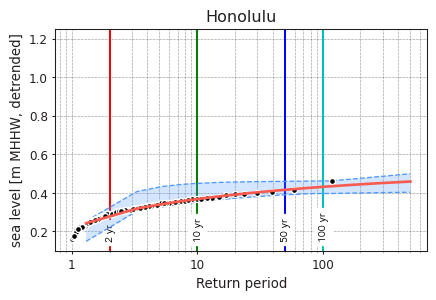 Honolulu
sea level [m MHHW, detrended]
1.2
1.0
0.8
0.6
0.4
0.2
2 yr
10 yr
50 yr
100 yr
1
10
100
Return period